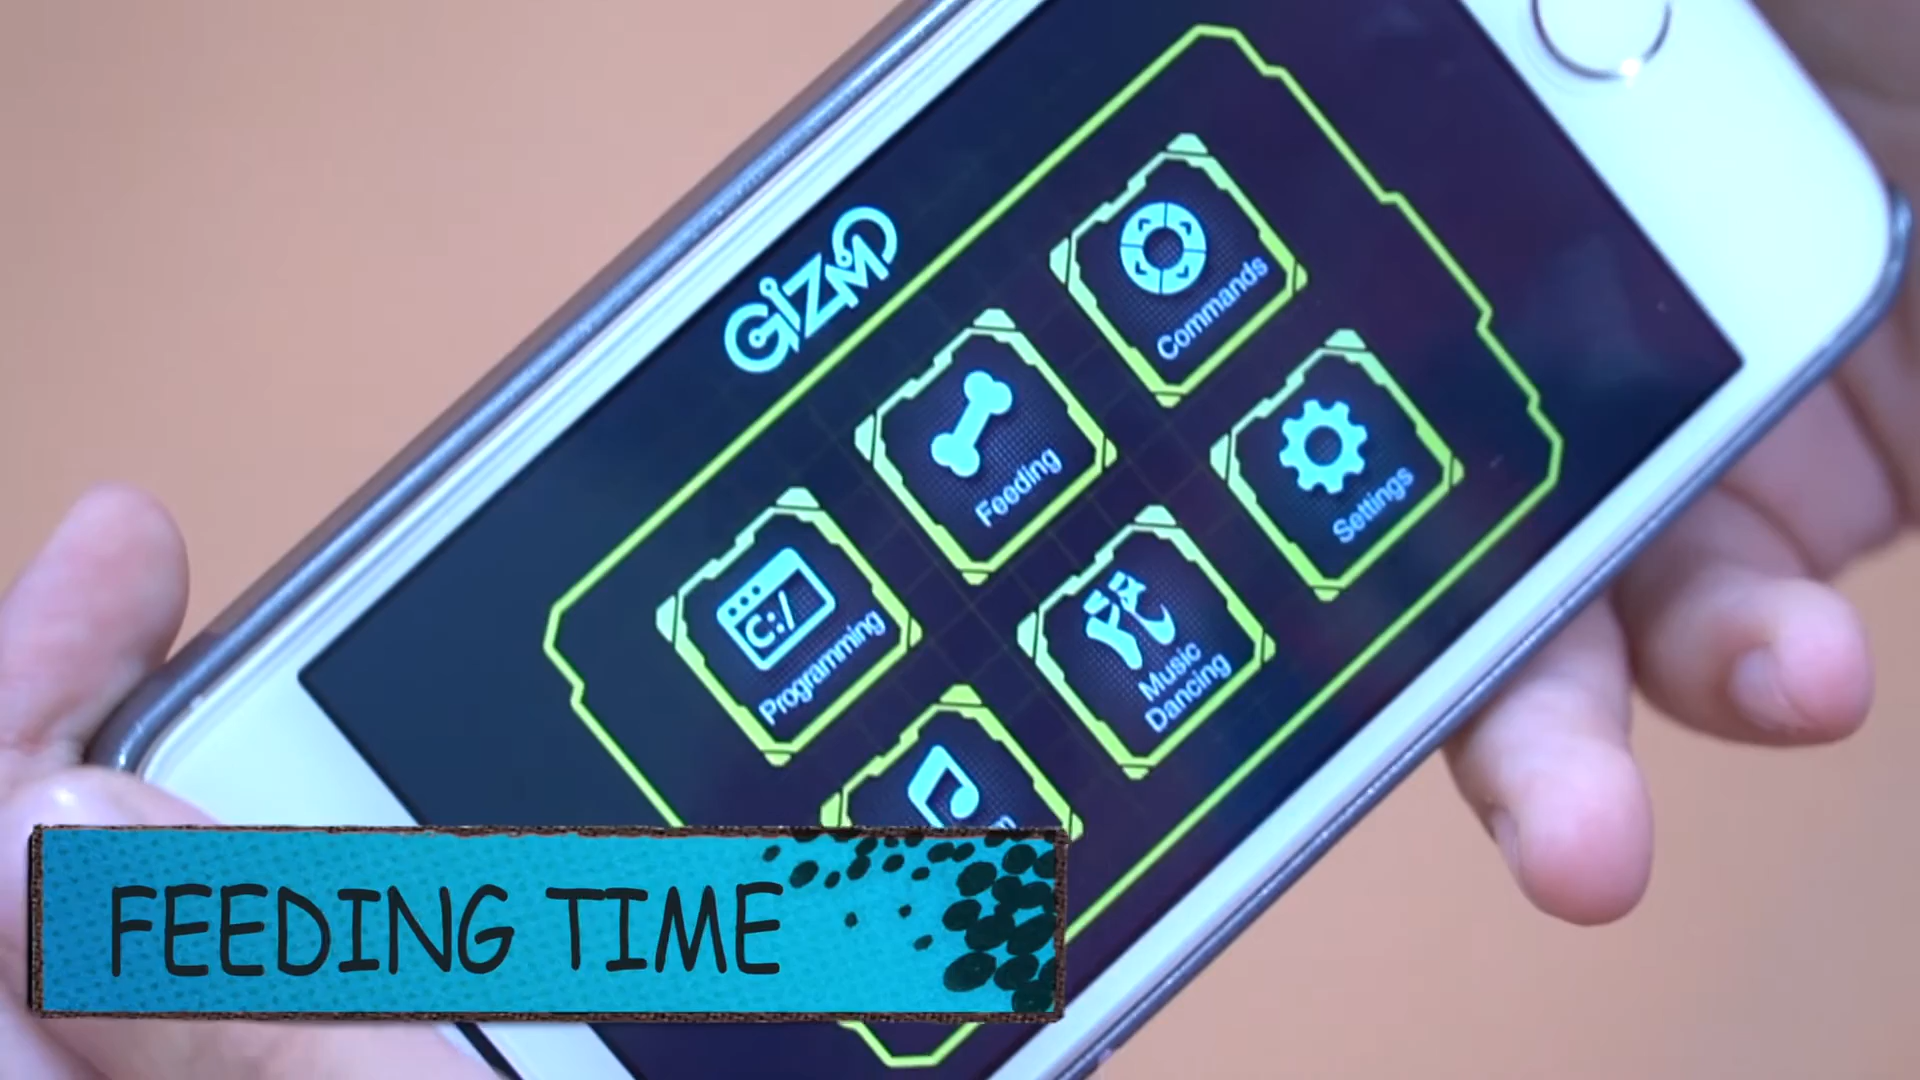 GiZMO
Commands
Feeding
Settings
Programming
C:/
Music
Dancing
FEEDING TIME